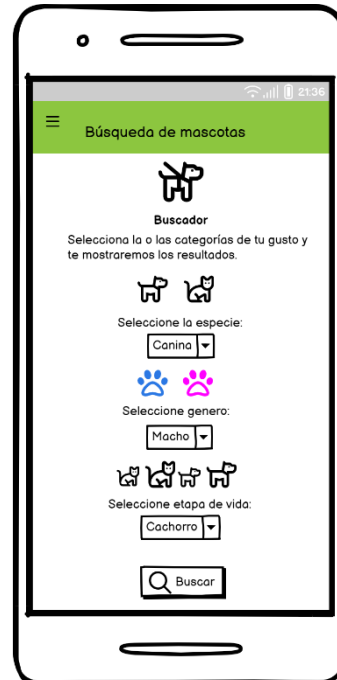 21:36
Búsqueda de mascotas
Buscador
Selecciona la o las categorías de tu gusto y
te mostraremos los resultados.
Seleccione la especie:
Canina
Seleccione genero:
Macho
Seleccione etapa de vida:
Cachorro
Buscar